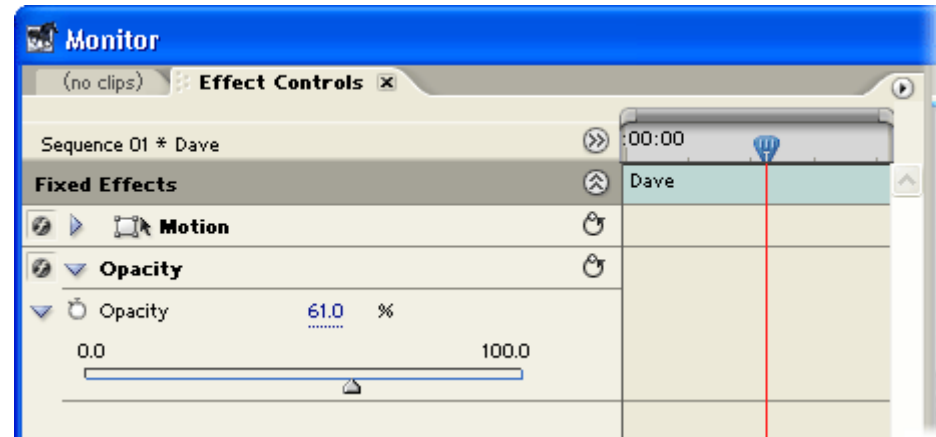 Monitor
(no clips) Effect Controls
Sequence 01 * Dave :00:00
Fixed Effects Dave
Motion
Opacity
Opacity 61.0 %
0.0 100.0